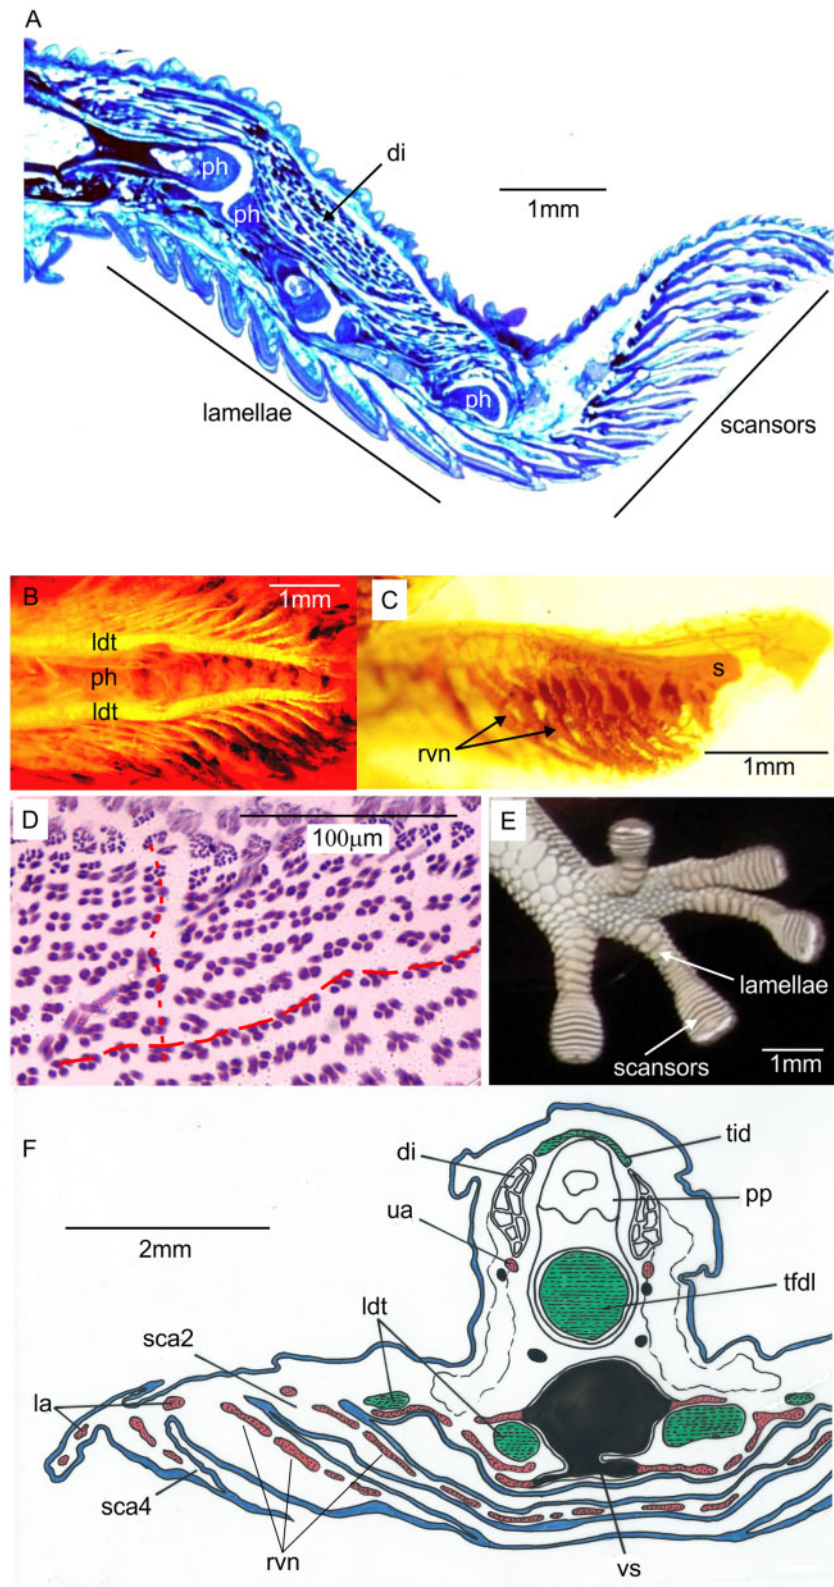 A
di
1mm
ph
ph
ph
lamellae
scansors
B
1mm
C
ldt
ph
ldt
s
rvn
1mm
D
100µm
E
lamellae
scansors
1mm
F
2mm
di
tid
ua
pp
ldt
tfdl
sca2
la
sca4
rvn
vs